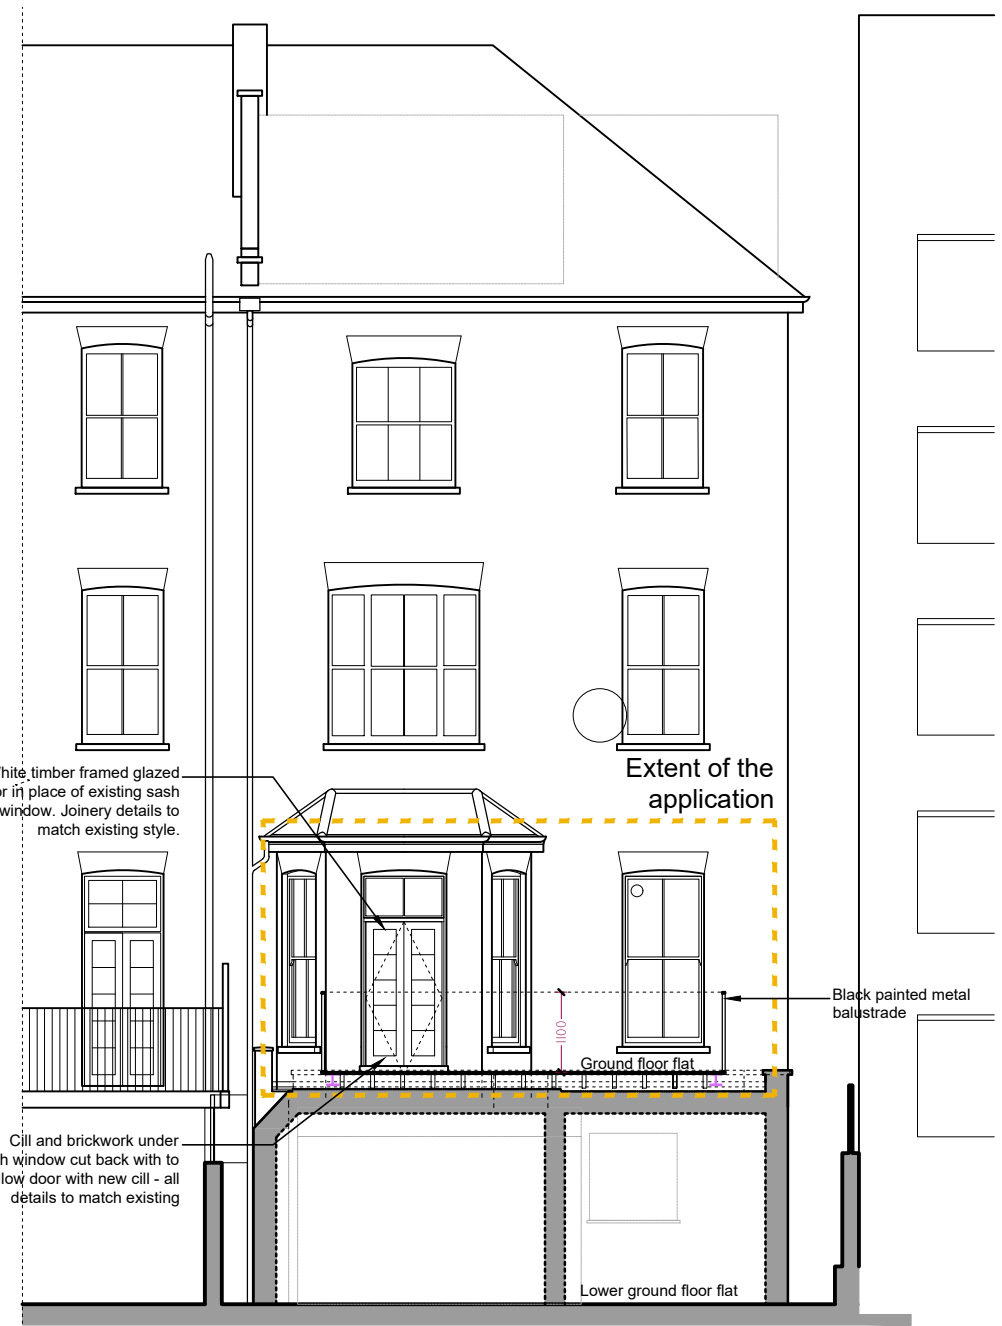 Extent of the
application
White timber framed glazed
or in place of existing sash
window. Joinery details to
match existing style.
Black painted metal
balustrade
1100
Ground floor flat
Cill and brickwork under
h window cut back with to
low door with new cill - all
details to match existing
Lower ground floor flat